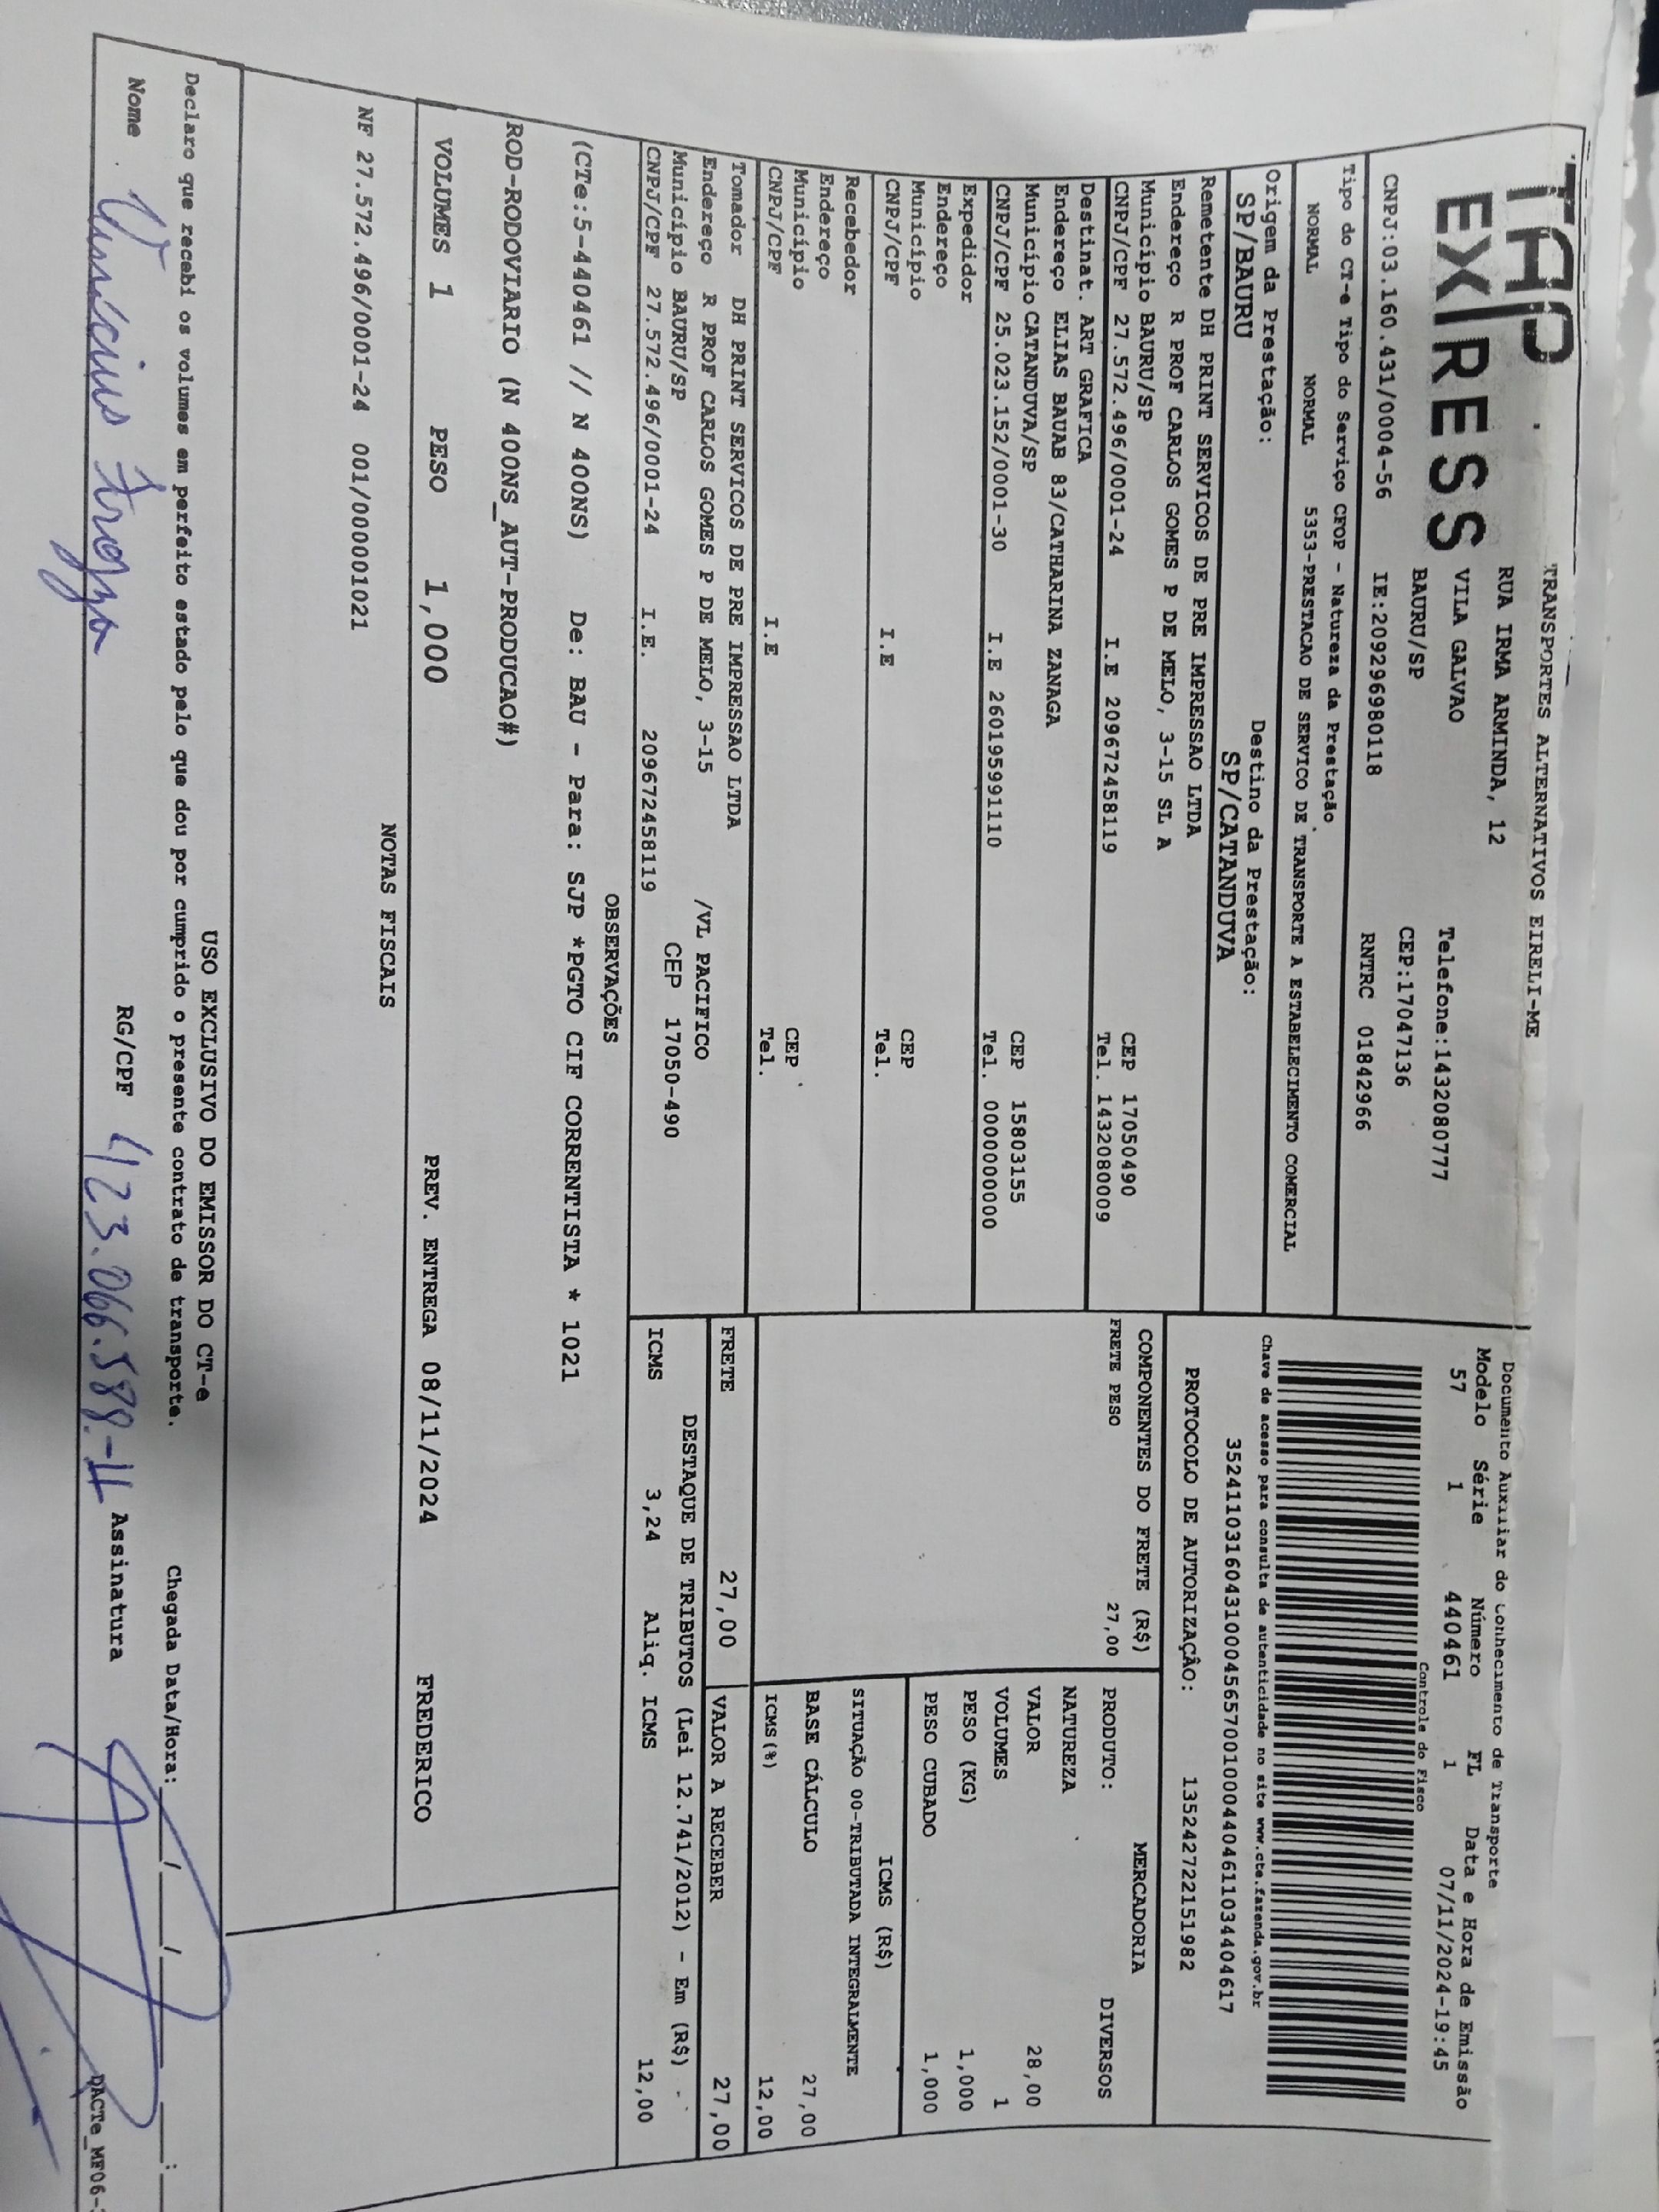 TAP
EXPRESS
TRANSPORTES ALTERNATIVOS EIRELI-ME
RUA IRMA ARMINDA, 12
VILA GALVAO Telefone:1432080777
BAURU/SP CEP:17047136
CNPJ:03.160.431/0004-56 IE:209296980118 RNTRC 01842966
Tipo do CT-e Tipo do Serviço CFOP - Natureza da Prestação
NORMAL NORMAL 5353-PRESTACAO DE SERVICO DE TRANSPORTE A ESTABELECIMENTO COMERCIAL
Origem da Prestação: Destino da Prestação:
SP/BAURU SP/CATANDUVA
Remetente DH PRINT SERVICOS DE PRE IMPRESSAO LTDA
Endereço R PROF CARLOS GOMES P DE MELO, 3-15 SL A
Município BAURU/SP CEP 17050490
CNPJ/CPF 27.572.496/0001-24 I.E 209672458119 Tel. 1432080009
Destinat. ART GRAFICA
Endereço ELIAS BAUAB 83/CATHARINA ZANAGA
Município CATANDUVA/SP CEP 15803155
CNPJ/CPF 25.023.152/0001-30 I.E 260195991110 Tel. 0000000000
Expedidor
Endereço
Município CEP
CNPJ/CPF I.E Tel.
Recebedor
Endereço
Município CEP
CNPJ/CPF I.E Tel.
Tomador DH PRINT SERVICOS DE PRE IMPRESSAO LTDA
Endereço R PROF CARLOS GOMES P DE MELO, 3-15 /VL PACIFICO
Município BAURU/SP CEP 17050-490
CNPJ/CPF 27.572.496/0001-24 I.E. 209672458119
Documento Auxiliar do Conhecimento de Transporte
Modelo Série Número FL Data e Hora de Emissão
57 1 440461 1 07/11/2024-19:45
Controle do Fisco
Chave de acesso para consulta de autenticidade no site www.cte.fazenda.gov.br
35241103160431000456570010004404611034404617
PROTOCOLO DE AUTORIZAÇÃO: 135242722151982
COMPONENTES DO FRETE (R$)
FRETE PESO 27,00
MERCADORIA
PRODUTO: DIVERSOS
NATUREZA
VALOR 28,00
VOLUMES 1
PESO (KG) 1,000
PESO CUBADO 1,000
ICMS (R$)
SITUAÇÃO 00-TRIBUTADA INTEGRALMENTE
BASE CÁLCULO 27,00
ICMS(%) 12,00
FRETE 27,00 VALOR A RECEBER 27,00
DESTAQUE DE TRIBUTOS (Lei 12.741/2012) - Em (R$)
ICMS 3,24 Aliq. ICMS 12,00
OBSERVAÇÕES
(CTe:5-440461 // N 400NS) De: BAU - Para: SJP *PGTO CIF CORRENTISTA * 1021
ROD-RODOVIARIO (N 400NS_AUT-PRODUCAO#)
VOLUMES 1 PESO 1,000 PREV. ENTREGA 08/11/2024 FREDERICO
NOTAS FISCAIS
NF 27.572.496/0001-24 001/000001021
USO EXCLUSIVO DO EMISSOR DO CT-e
Declaro que recebi os volumes em perfeito estado pelo que dou por cumprido o presente contrato de transporte. Chegada Data/Hora: __/__/____ __:__
Nome Vinicius RG/CPF 423.066.588-11 Assinatura